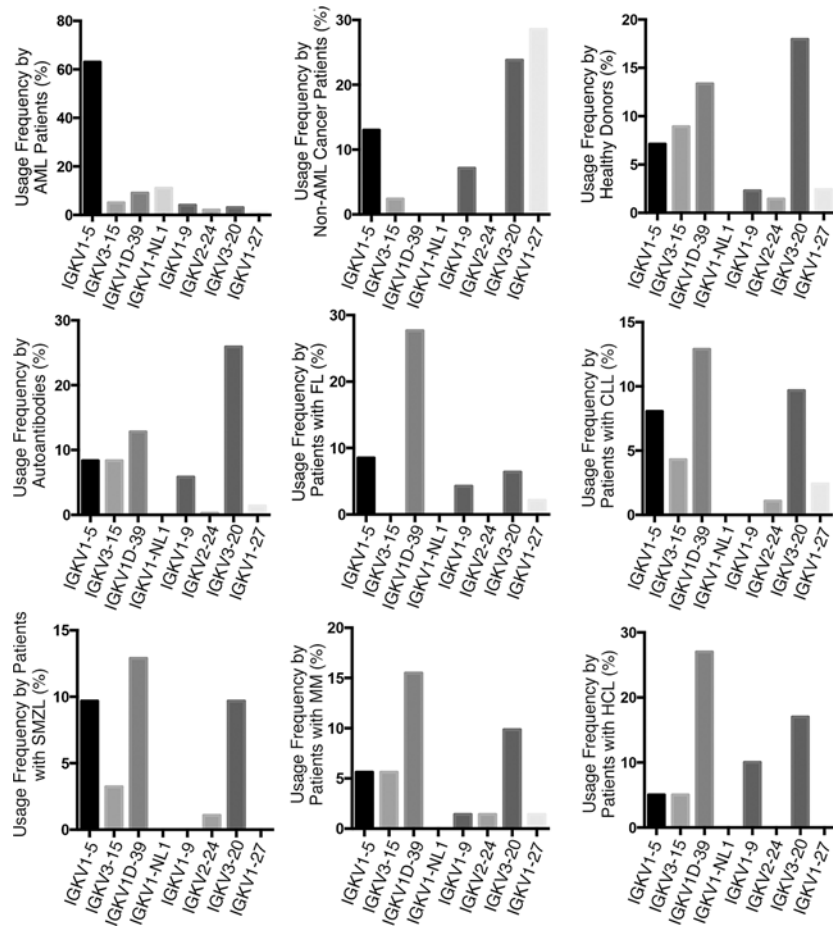 Usage Frequency by
AML Patients (%)
80
60
40
20
0
IGKV1-5
IGKV3-15
IGKV1D-39
IGKV1-NL1
IGKV1-9
IGKV2-24
IGKV3-20
IGKV1-27
Usage Frequency by
Non-AML Cancer Patients (%)
30
20
10
0
IGKV1-5
IGKV3-15
IGKV1D-39
IGKV1-NL1
IGKV1-9
IGKV2-24
IGKV3-20
IGKV1-27
Usage Frequency by
Healthy Donors (%)
20
15
10
5
0
IGKV1-5
IGKV3-15
IGKV1D-39
IGKV1-NL1
IGKV1-9
IGKV2-24
IGKV3-20
IGKV1-27
Usage Frequency by
Autoantibodies (%)
30
20
10
0
IGKV1-5
IGKV3-15
IGKV1D-39
IGKV1-NL1
IGKV1-9
IGKV2-24
IGKV3-20
IGKV1-27
Usage Frequency by
Patients with FL (%)
30
20
10
0
IGKV1-5
IGKV3-15
IGKV1D-39
IGKV1-NL1
IGKV1-9
IGKV2-24
IGKV3-20
IGKV1-27
Usage Frequency by
Patients with CLL (%)
15
10
5
0
IGKV1-5
IGKV3-15
IGKV1D-39
IGKV1-NL1
IGKV1-9
IGKV2-24
IGKV3-20
IGKV1-27
Usage Frequency by Patients
with SMZL (%)
15
10
5
0
IGKV1-5
IGKV3-15
IGKV1D-39
IGKV1-NL1
IGKV1-9
IGKV2-24
IGKV3-20
IGKV1-27
Usage Frequency by
Patients with MM (%)
20
15
10
5
0
IGKV1-5
IGKV3-15
IGKV1D-39
IGKV1-NL1
IGKV1-9
IGKV2-24
IGKV3-20
IGKV1-27
Usage Frequency by
Patients with HCL (%)
30
20
10
0
IGKV1-5
IGKV3-15
IGKV1D-39
IGKV1-NL1
IGKV1-9
IGKV2-24
IGKV3-20
IGKV1-27